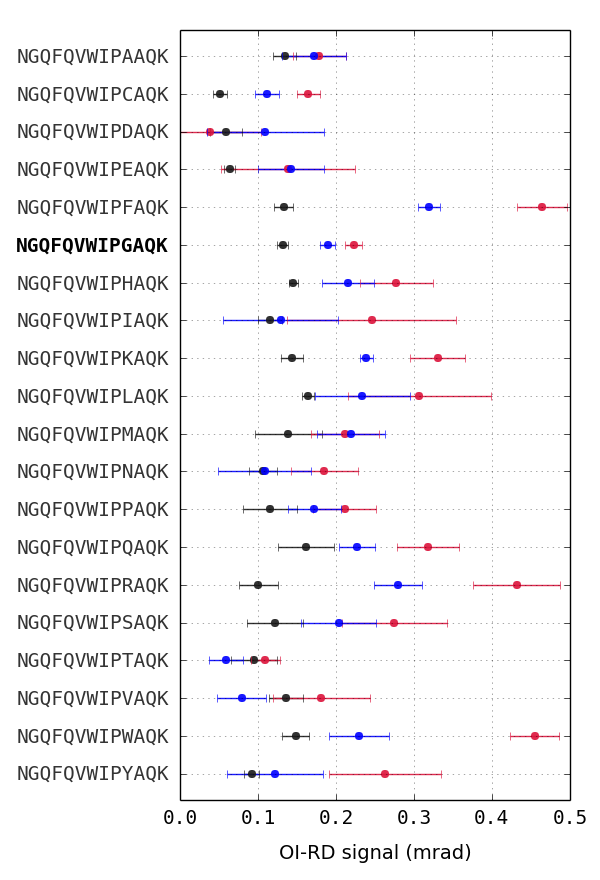 NGQFQVWIPAAQK
NGQFQVWIPCAQK
NGQFQVWIPDAQK
NGQFQVWIPEAQK
NGQFQVWIPFAQK
NGQFQVWIPGAQK
NGQFQVWIPHAQK
NGQFQVWIPIAQK
NGQFQVWIPKAQK
NGQFQVWIPLAQK
NGQFQVWIPMAQK
NGQFQVWIPNAQK
NGQFQVWIPPAQK
NGQFQVWIPQAQK
NGQFQVWIPRAQK
NGQFQVWIPSAQK
NGQFQVWIPTAQK
NGQFQVWIPVAQK
NGQFQVWIPWAQK
NGQFQVWIPYAQK
0.0 0.1 0.2 0.3 0.4 0.5
OI-RD signal (mrad)